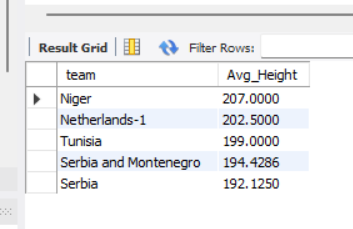 Result Grid Filter Rows:
team Avg_Height
Niger 207.0000
Netherlands-1 202.5000
Tunisia 199.0000
Serbia and Montenegro 194.4286
Serbia 192.1250